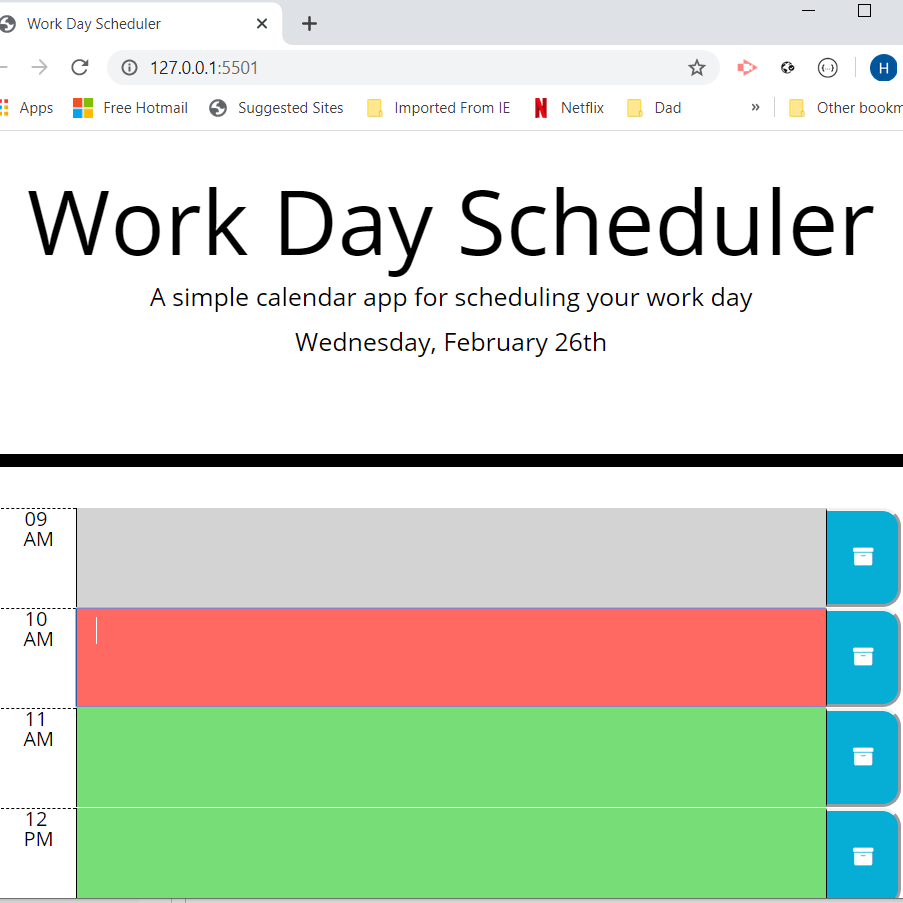 Work Day Scheduler
127.0.0.1:5501
H
Apps Free Hotmail Suggested Sites Imported From IE Netflix Dad » Other bookm
Work Day Scheduler
A simple calendar app for scheduling your work day
Wednesday, February 26th
09
AM
10
AM
11
AM
12
PM